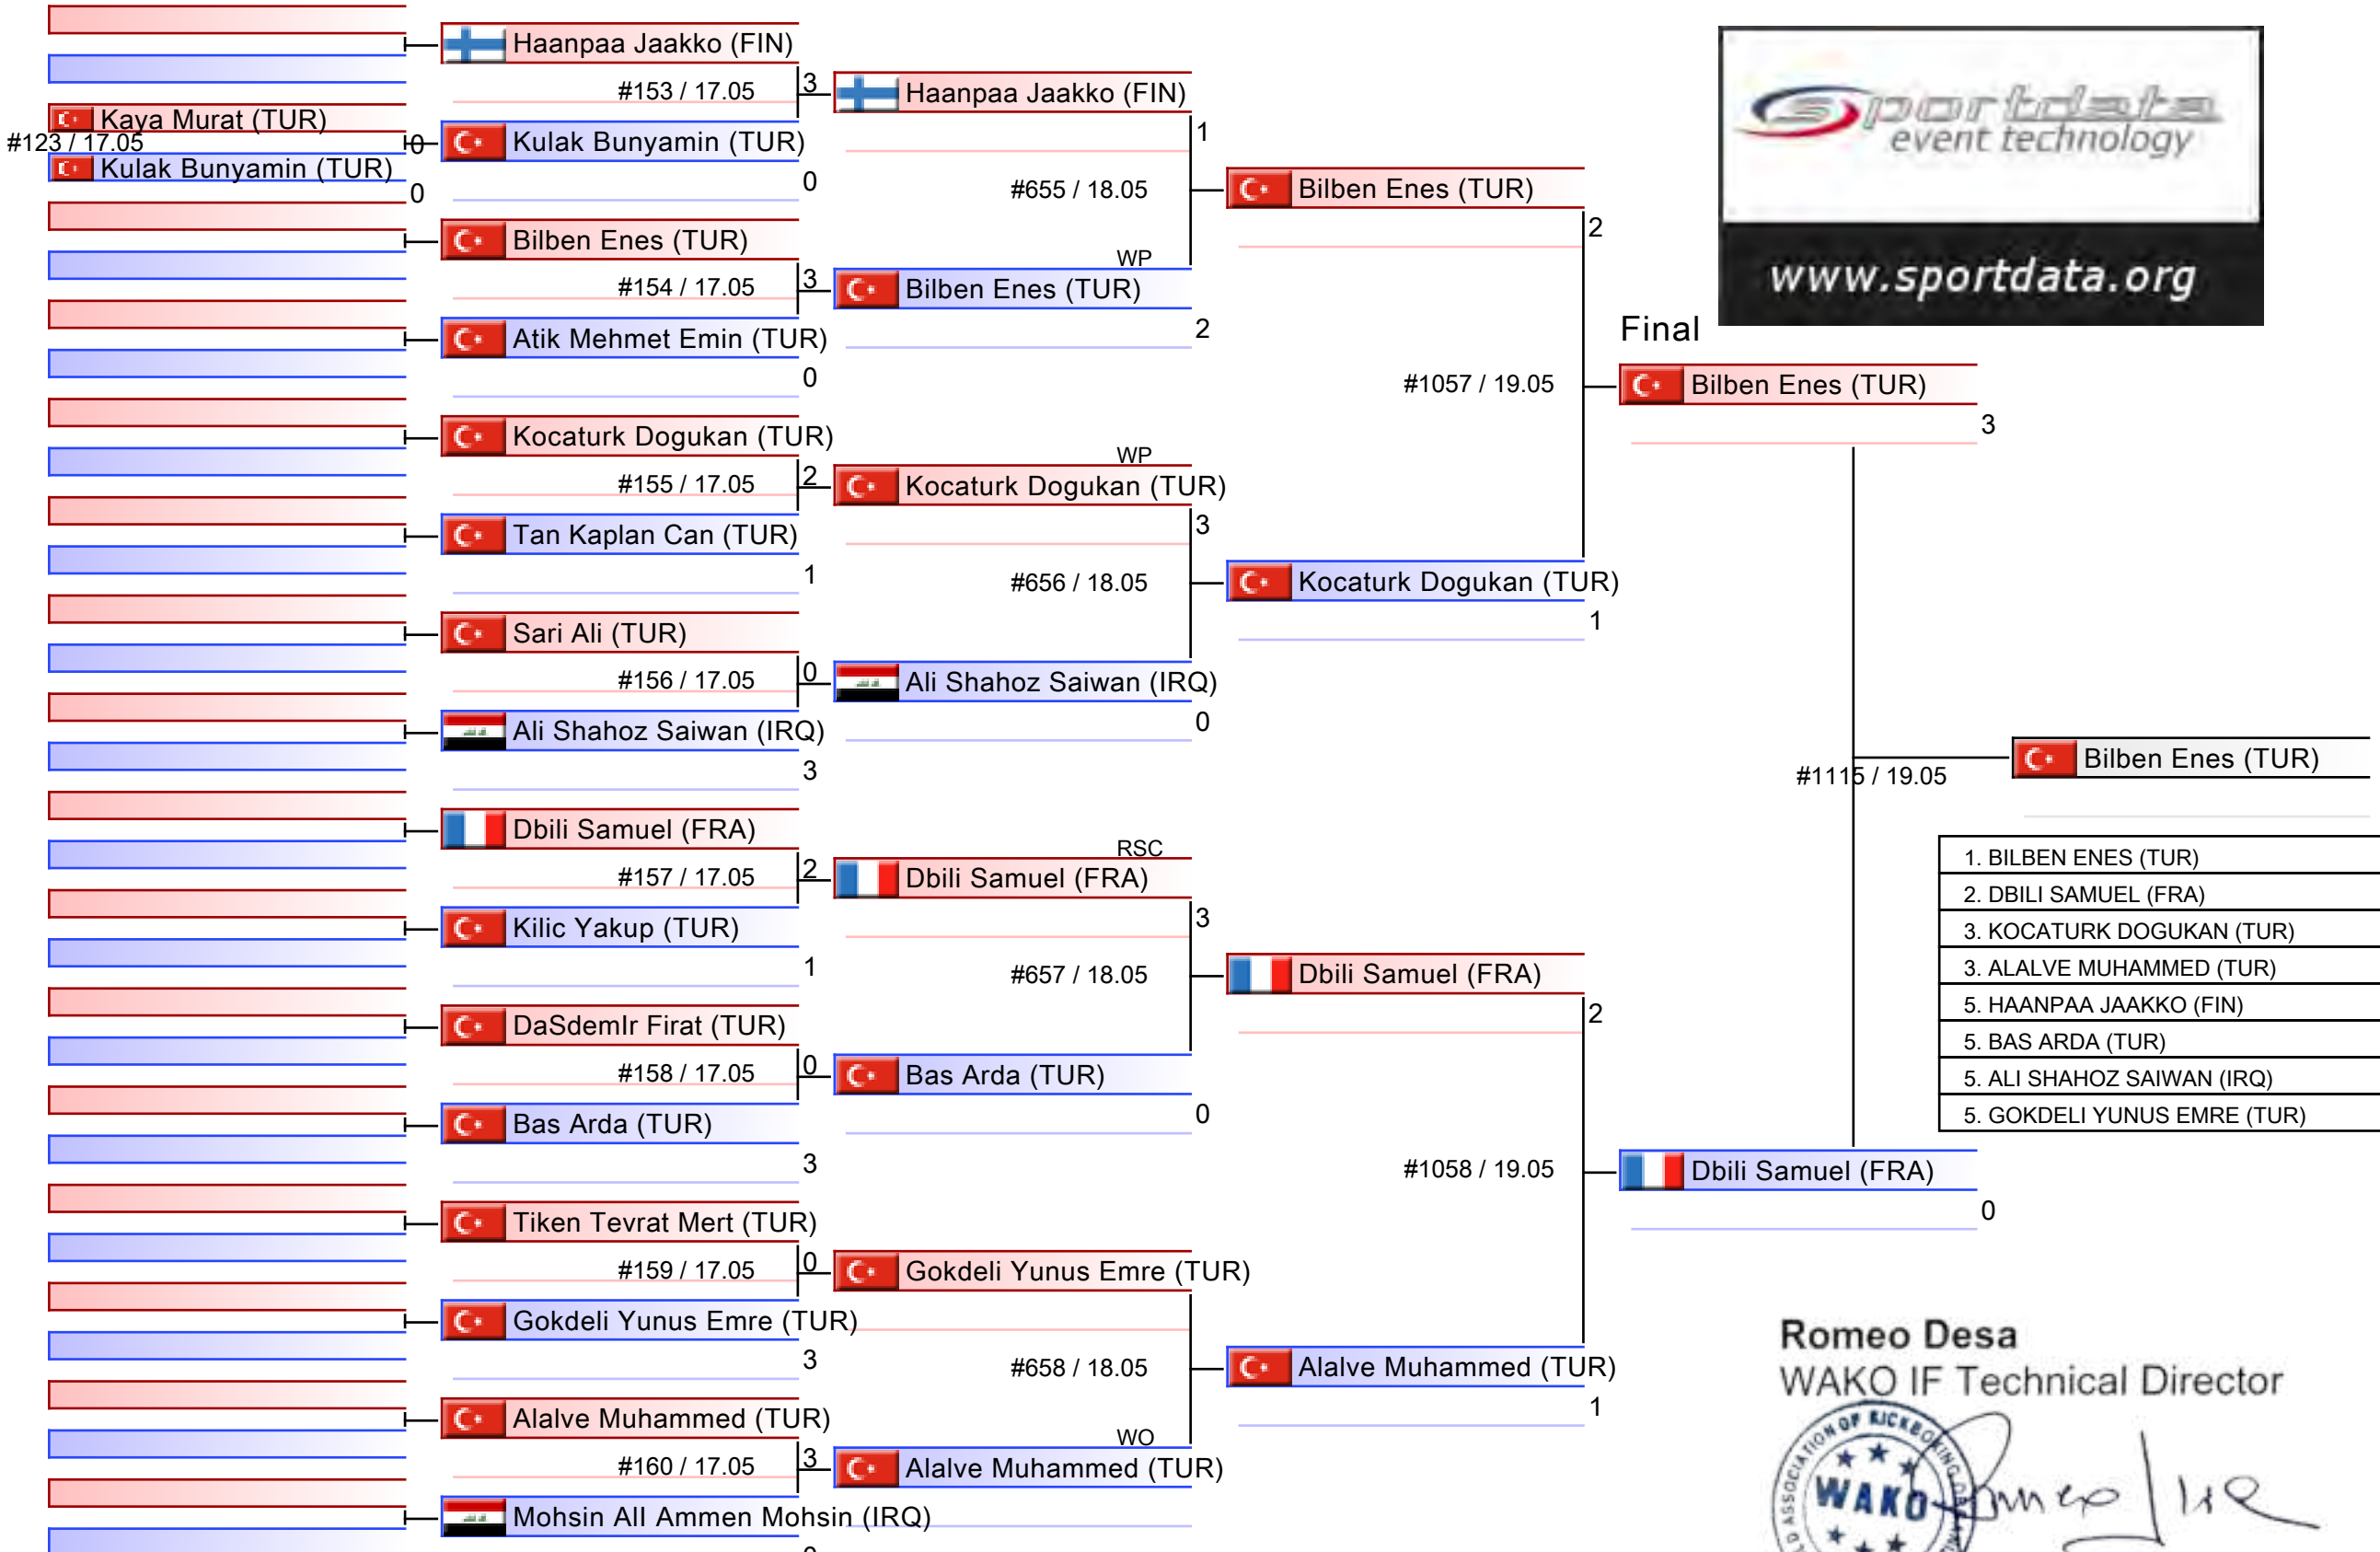 Kaya Murat (TUR)
#123 / 17.05
0
Kulak Bunyamin (TUR)
0
Haanpaa Jaakko (FIN)
#153 / 17.05
3
Kulak Bunyamin (TUR)
0
Bilben Enes (TUR)
#154 / 17.05
3
Atik Mehmet Emin (TUR)
0
Kocaturk Dogukan (TUR)
#155 / 17.05
2
Tan Kaplan Can (TUR)
1
Sari Ali (TUR)
#156 / 17.05
0
Ali Shahoz Saiwan (IRQ)
3
Dbili Samuel (FRA)
#157 / 17.05
2
Kilic Yakup (TUR)
1
DaSdemIr Firat (TUR)
#158 / 17.05
0
Bas Arda (TUR)
3
Tiken Tevrat Mert (TUR)
#159 / 17.05
0
Gokdeli Yunus Emre (TUR)
3
Alalve Muhammed (TUR)
#160 / 17.05
3
Mohsin All Ammen Mohsin (IRQ)
Haanpaa Jaakko (FIN)
1
#655 / 18.05
WP
Bilben Enes (TUR)
2
WP
Kocaturk Dogukan (TUR)
3
#656 / 18.05
Ali Shahoz Saiwan (IRQ)
0
RSC
Dbili Samuel (FRA)
3
#657 / 18.05
Bas Arda (TUR)
0
Gokdeli Yunus Emre (TUR)
#658 / 18.05
WO
Alalve Muhammed (TUR)
Bilben Enes (TUR)
2
#1057 / 19.05
Kocaturk Dogukan (TUR)
1
Dbili Samuel (FRA)
2
#1058 / 19.05
Alalve Muhammed (TUR)
1
sportdata
event technology
www.sportdata.org
Final
Bilben Enes (TUR)
3
#1115 / 19.05
Dbili Samuel (FRA)
0
Bilben Enes (TUR)
1. BILBEN ENES (TUR)
2. DBILI SAMUEL (FRA)
3. KOCATURK DOGUKAN (TUR)
3. ALALVE MUHAMMED (TUR)
5. HAANPAA JAAKKO (FIN)
5. BAS ARDA (TUR)
5. ALI SHAHOZ SAIWAN (IRQ)
5. GOKDELI YUNUS EMRE (TUR)
Romeo Desa
WAKO IF Technical Director
ASSOCIATION OF KICKBOXING
WAKO